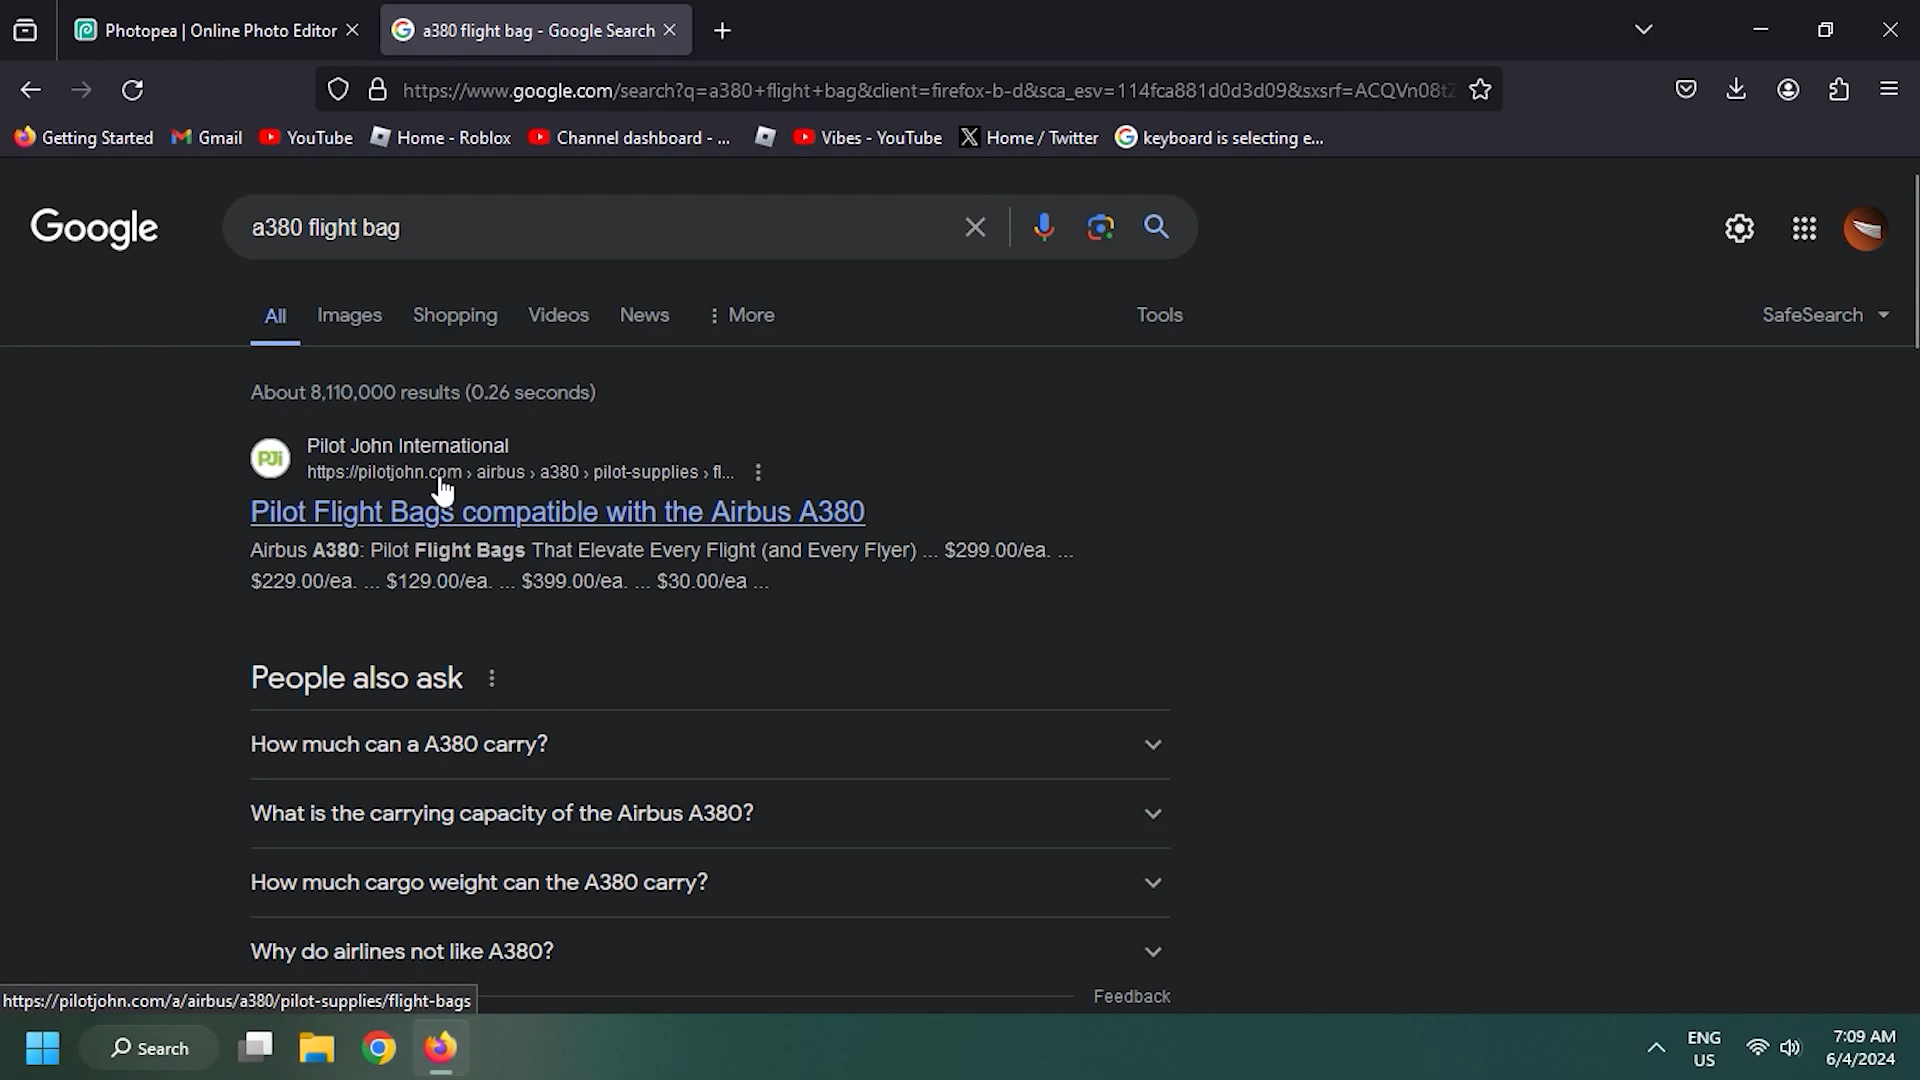 Photopea | Online Photo Editor
a380 flight bag - Google Search
https://www.google.com/search?q=a380+flight+bag&client=firefox-b-d&sca_esv=114fca881d0d3d09&sxsrf=ACQVn08tZ
Getting Started Gmail YouTube Home - Roblox Channel dashboard - ... Vibes - YouTube Home / Twitter keyboard is selecting e...
Google
a380 flight bag
All Images Shopping Videos News More Tools SafeSearch
About 8,110,000 results (0.26 seconds)
PJi
Pilot John International
https://pilotjohn.com › airbus › a380 › pilot-supplies › fl...
Pilot Flight Bags compatible with the Airbus A380
Airbus A380: Pilot Flight Bags That Elevate Every Flight (and Every Flyer) ... $299.00/ea. ...
$229.00/ea. ... $129.00/ea. ... $399.00/ea. ... $30.00/ea ...
People also ask
How much can a A380 carry?
What is the carrying capacity of the Airbus A380?
How much cargo weight can the A380 carry?
Why do airlines not like A380?
Feedback
https://pilotjohn.com/a/airbus/a380/pilot-supplies/flight-bags
Search
ENG
US
7:09 AM
6/4/2024